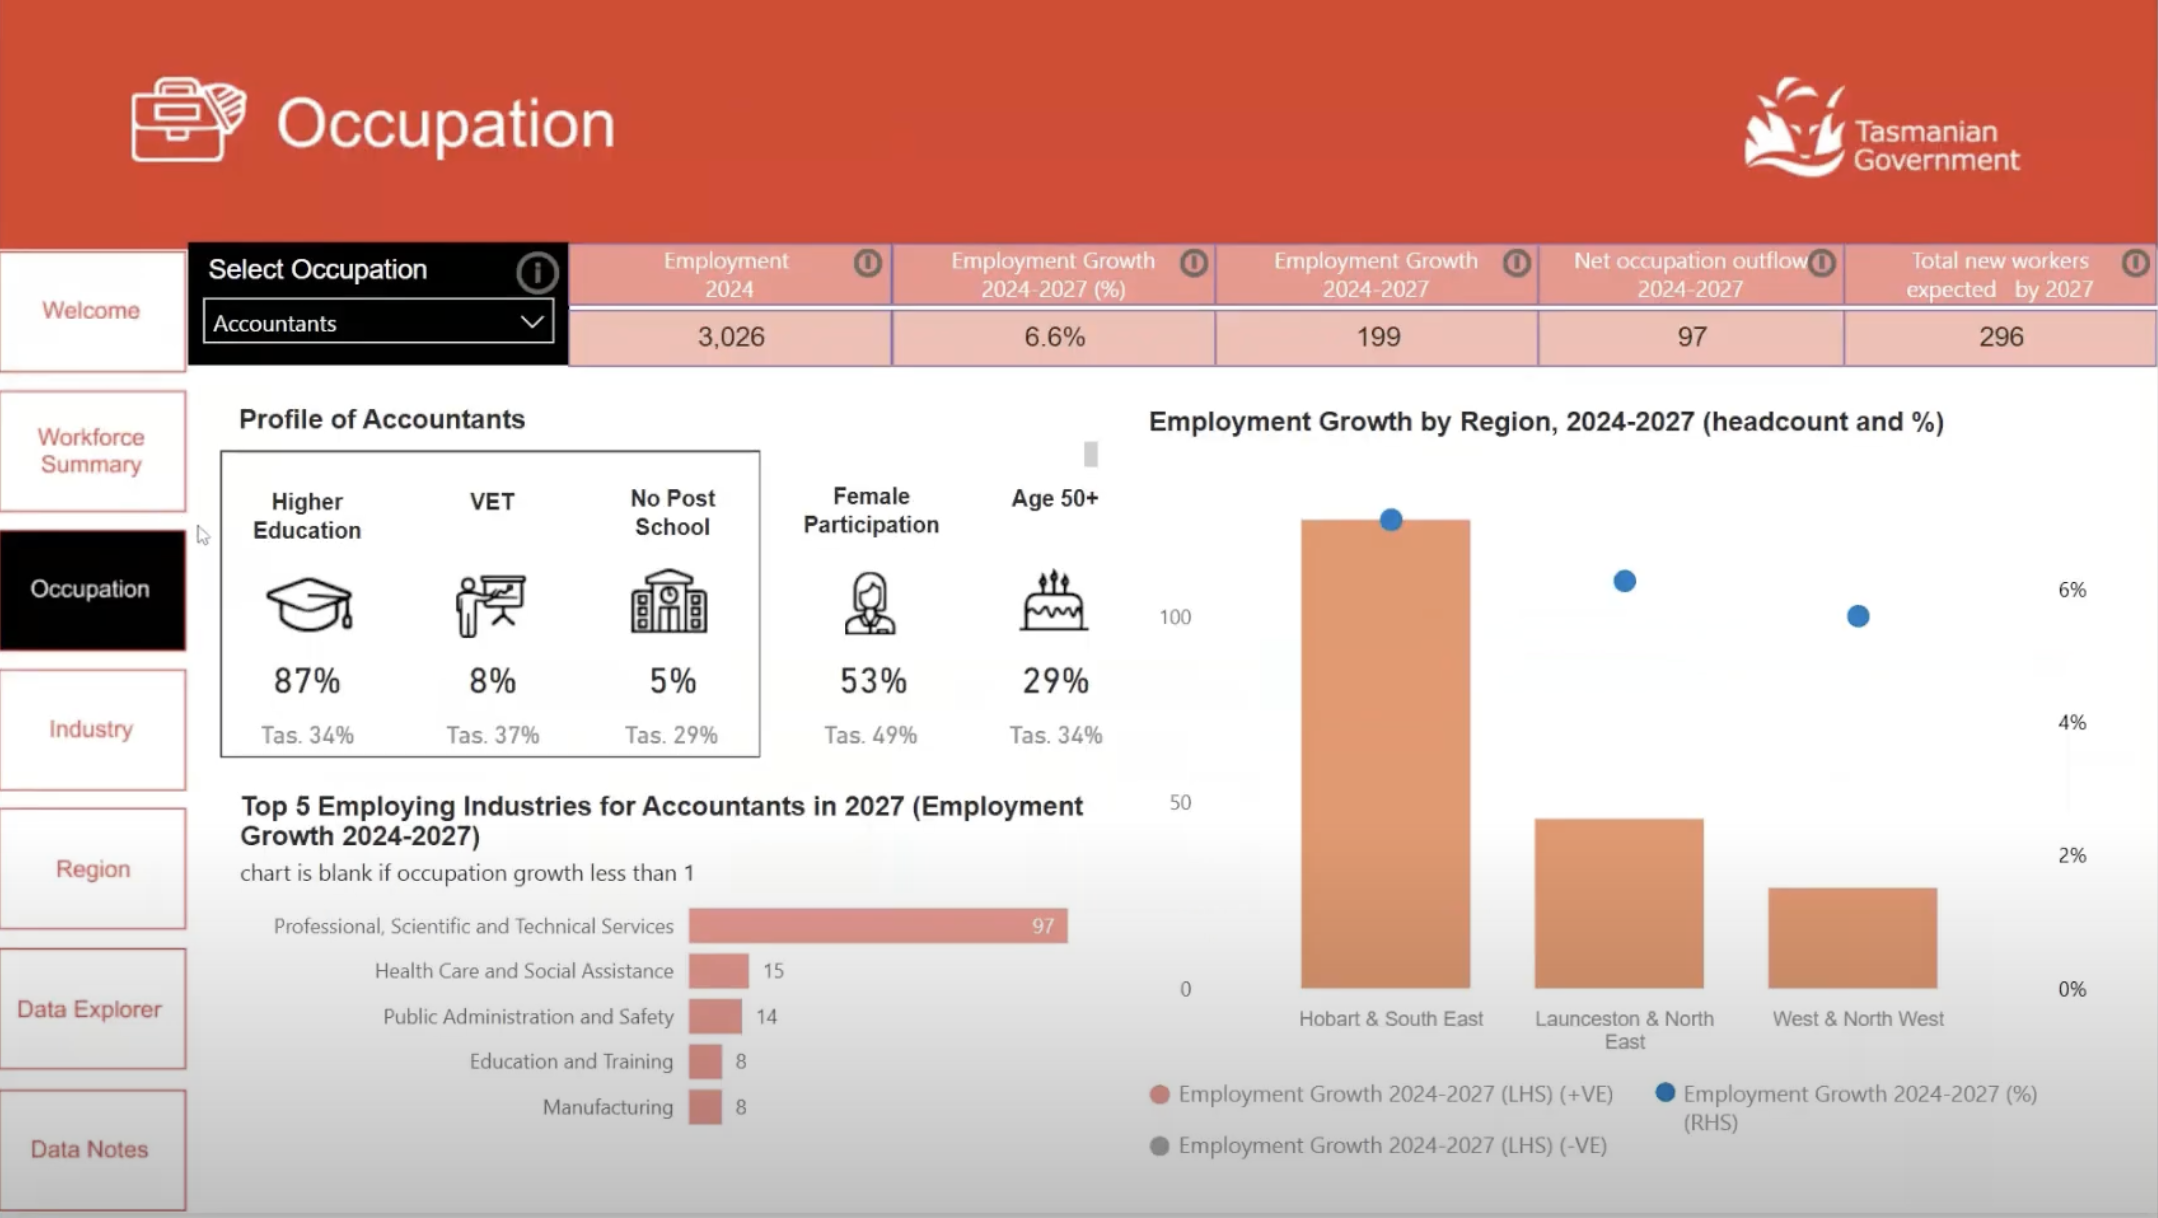 Occupation
Tasmanian
Government
Welcome
Workforce
Summary
Occupation
Industry
Region
Data Explorer
Data Notes
Select Occupation
Accountants
Employment
2024
3,026
Employment Growth
2024-2027 (%)
6.6%
Employment Growth
2024-2027
199
Net occupation outflow
2024-2027
97
Total new workers
expected by 2027
296
Profile of Accountants
Higher
Education
87%
Tas. 34%
VET
8%
Tas. 37%
No Post
School
5%
Tas. 29%
Female
Participation
53%
Tas. 49%
Age 50+
29%
Tas. 34%
Top 5 Employing Industries for Accountants in 2027 (Employment
Growth 2024-2027)
chart is blank if occupation growth less than 1
Professional, Scientific and Technical Services 97
Health Care and Social Assistance 15
Public Administration and Safety 14
Education and Training 8
Manufacturing 8
Employment Growth by Region, 2024-2027 (headcount and %)
100
50
0
6%
4%
2%
0%
Hobart & South East
Launceston & North
East
West & North West
Employment Growth 2024-2027 (LHS) (+VE)
Employment Growth 2024-2027 (%)
(RHS)
Employment Growth 2024-2027 (LHS) (-VE)